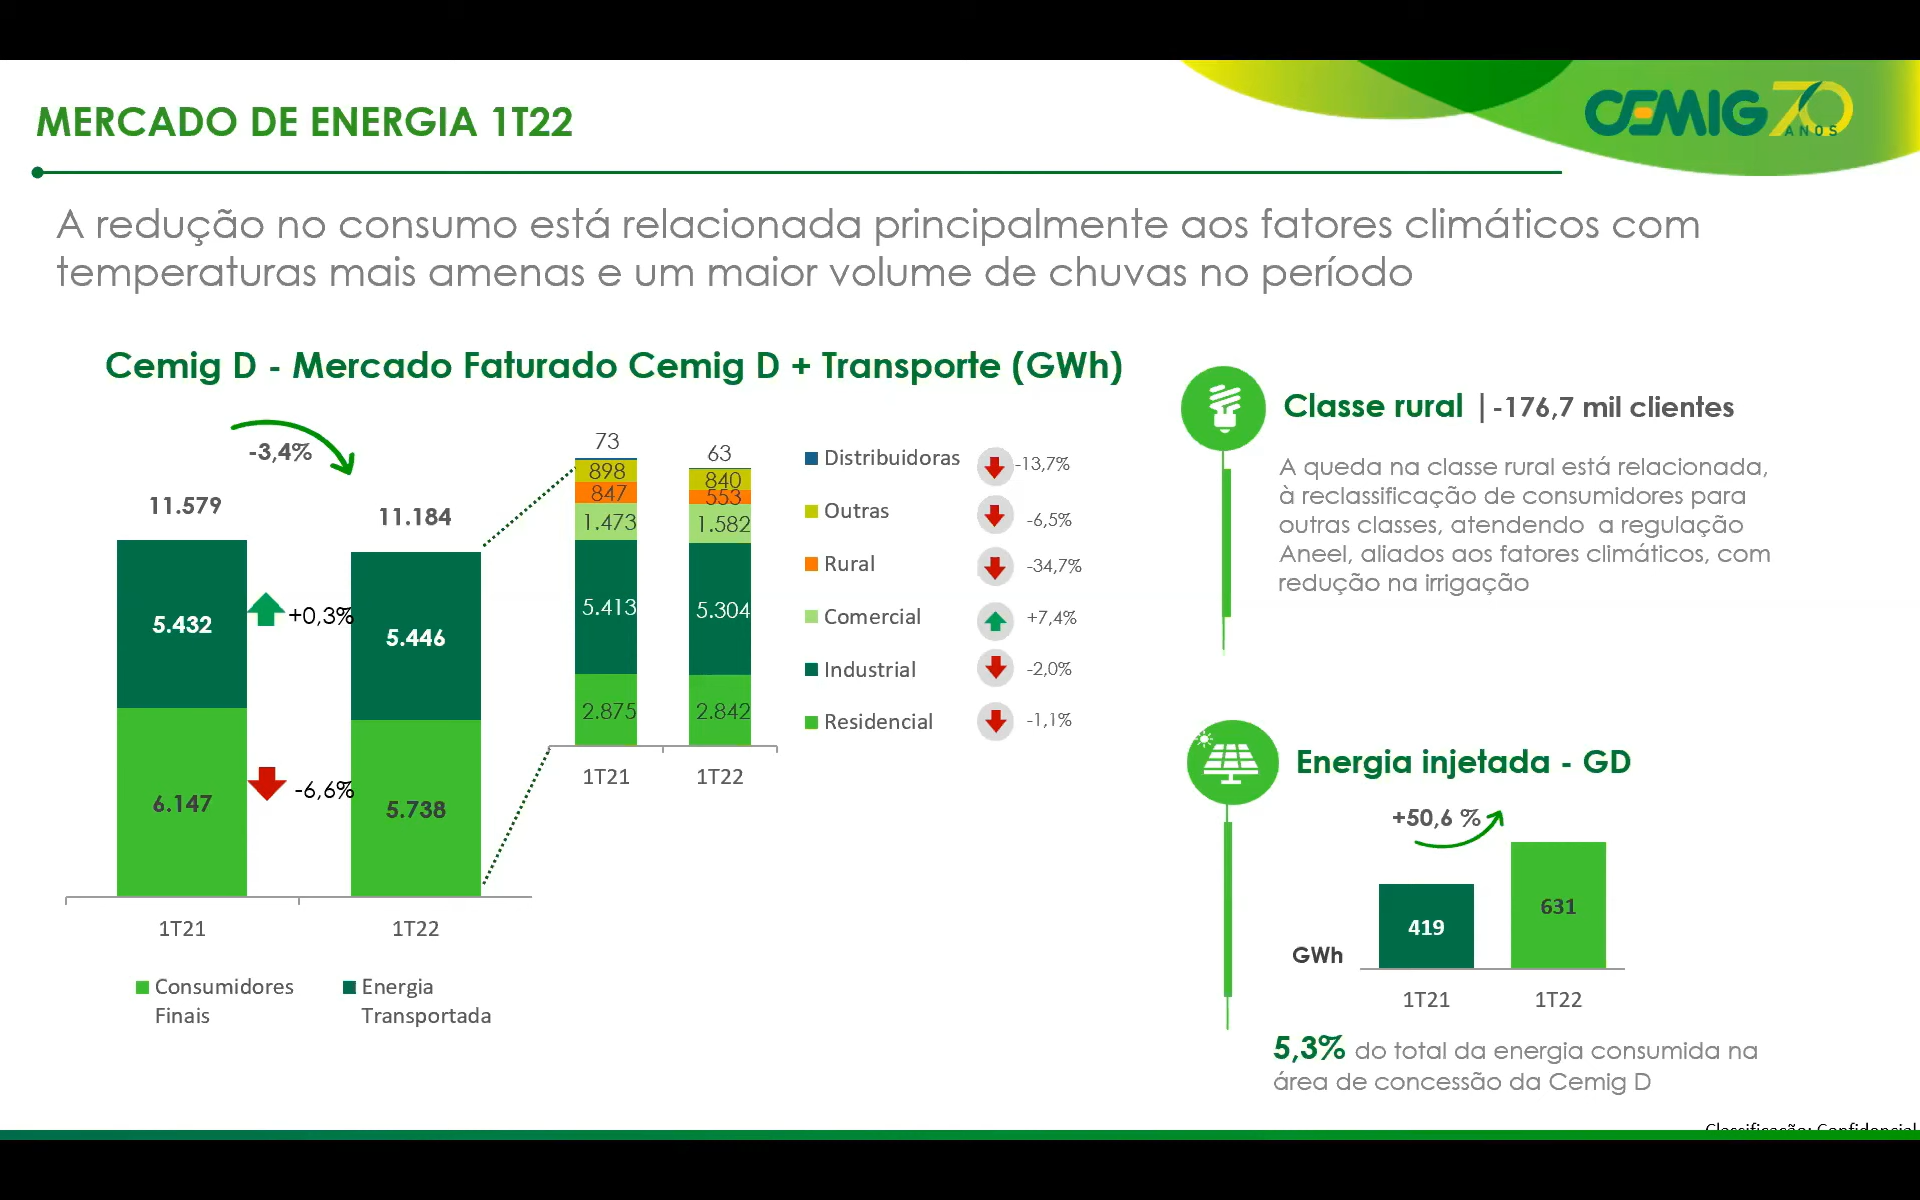 MERCADO DE ENERGIA 1T22
CEMIG 70
ANOS
A redução no consumo está relacionada principalmente aos fatores climáticos com
temperaturas mais amenas e um maior volume de chuvas no período
Cemig D - Mercado Faturado Cemig D + Transporte (GWh)
-3,4%
11.579
11.184
5.432
+0,3%
5.446
6.147
-6,6%
5.738
1T21
1T22
Consumidores
Finais
Energia
Transportada
73
63
898
840
847
553
1.473
1.582
5.413
5.304
2.875
2.842
1T21
1T22
Distribuidoras
-13,7%
Outras
-6,5%
Rural
-34,7%
Comercial
+7,4%
Industrial
-2,0%
Residencial
-1,1%
Classe rural | -176,7 mil clientes
A queda na classe rural está relacionada,
à reclassificação de consumidores para
outras classes, atendendo a regulação
Aneel, aliados aos fatores climáticos, com
redução na irrigação
Energia injetada - GD
+50,6 %
419
631
GWh
1T21
1T22
5,3% do total da energia consumida na
área de concessão da Cemig D
Classificação: Confidencial